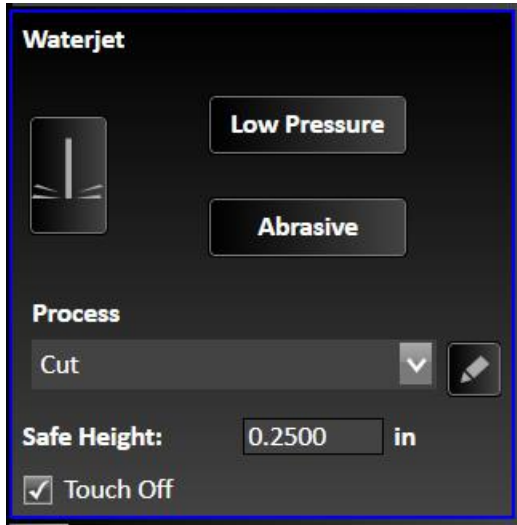 Waterjet
Low Pressure
Abrasive
Process
Cut
Safe Height: 0.2500 in
Touch Off